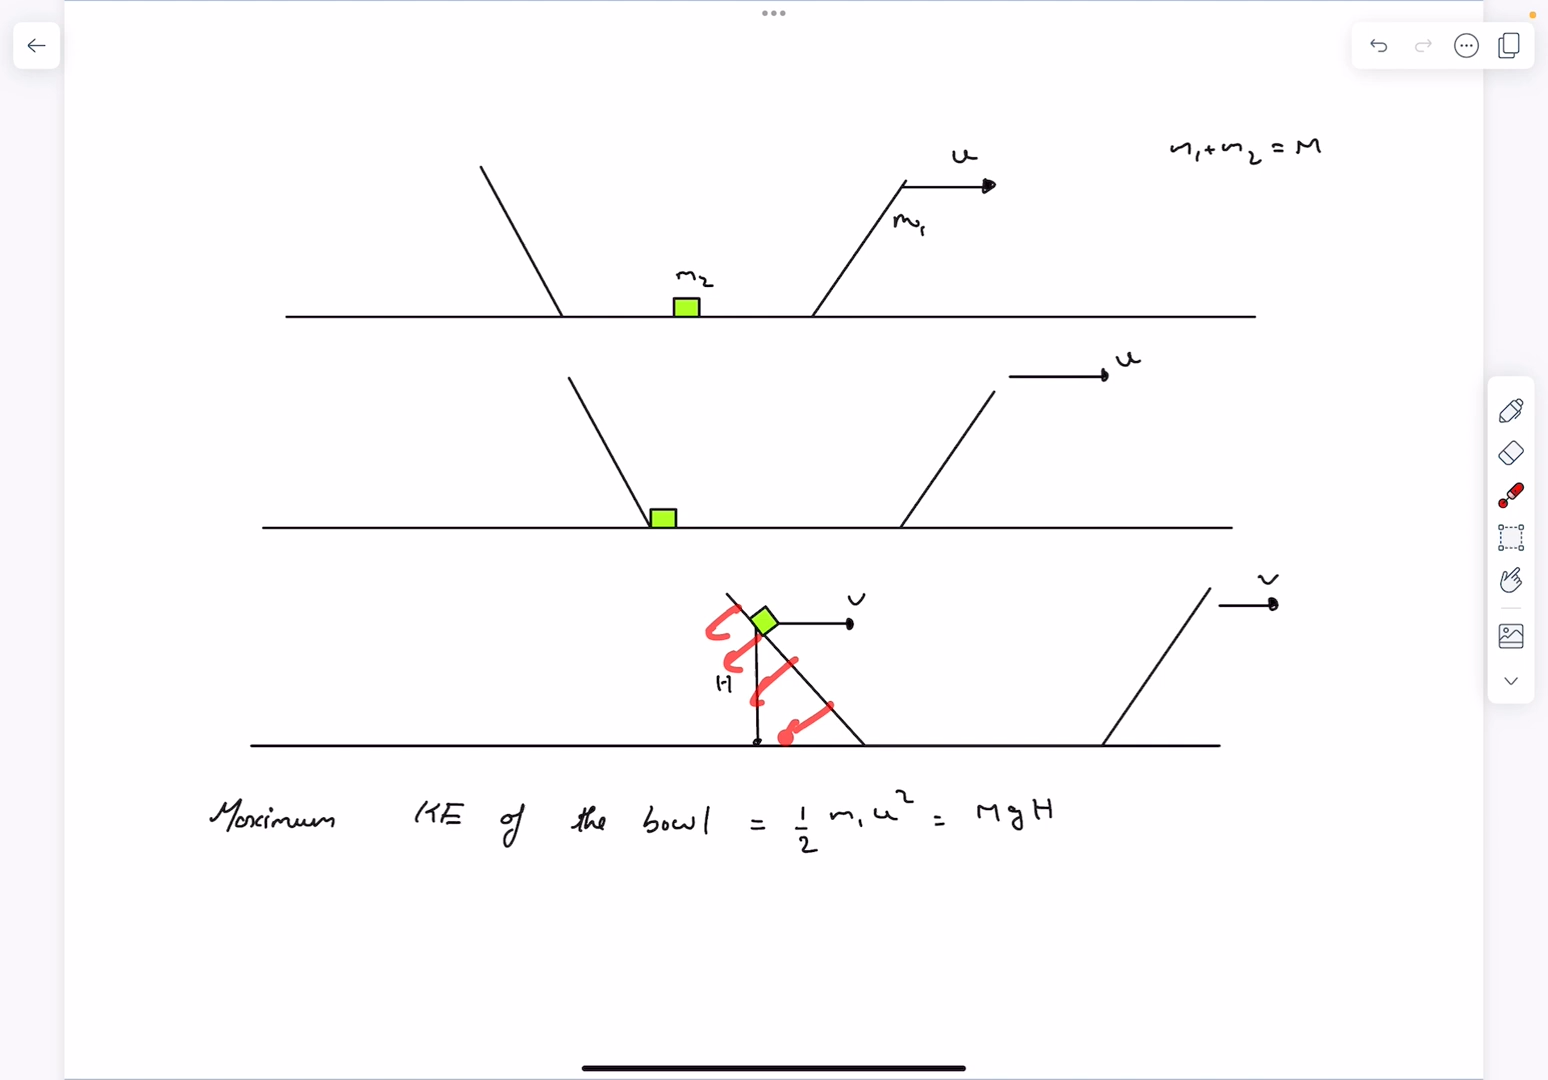 u
m₁ + m₂ = M
m₁
m₂
u
v
v
H
Maximum KE of the bowl = 1/2 m₁u² = MgH